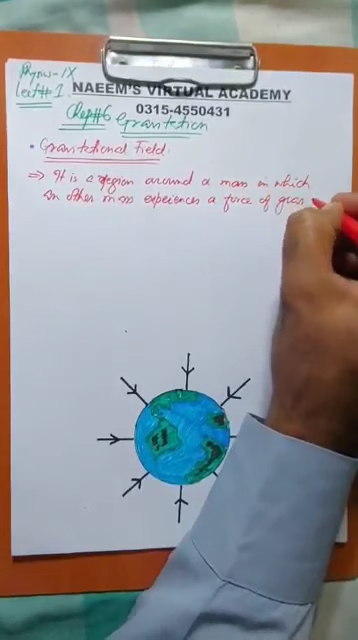 Physics-IX
Lect# 1
NAEEM'S VIRTUAL ACADEMY
0315-4550431
Chap#6 Gravitation
• Gravitational Field.
⇒ It is a region around a mass in which
an other mass experiences a force of grav